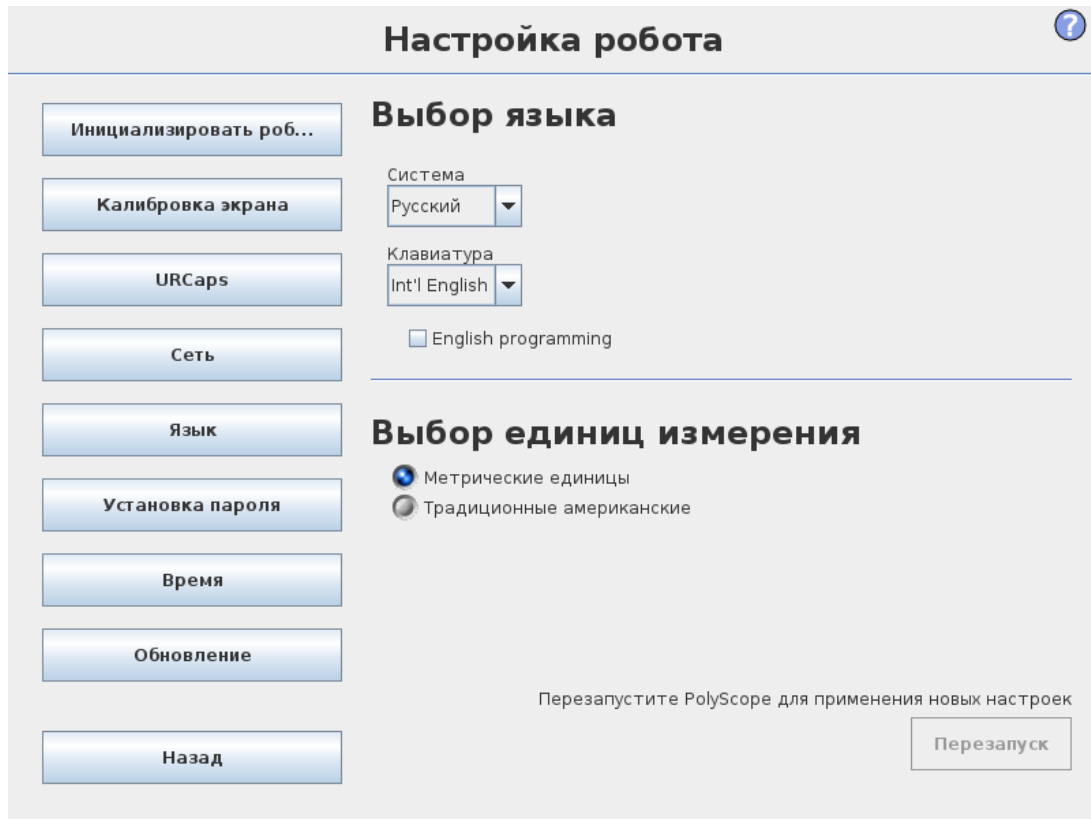 Настройка робота
?
Инициализировать роб...
Калибровка экрана
URCaps
Сеть
Язык
Установка пароля
Время
Обновление
Назад
Выбор языка
Система
Русский
Клавиатура
Int'l English
English programming
Выбор единиц измерения
Метрические единицы
Традиционные американские
Перезапустите PolyScope для применения новых настроек
Перезапуск